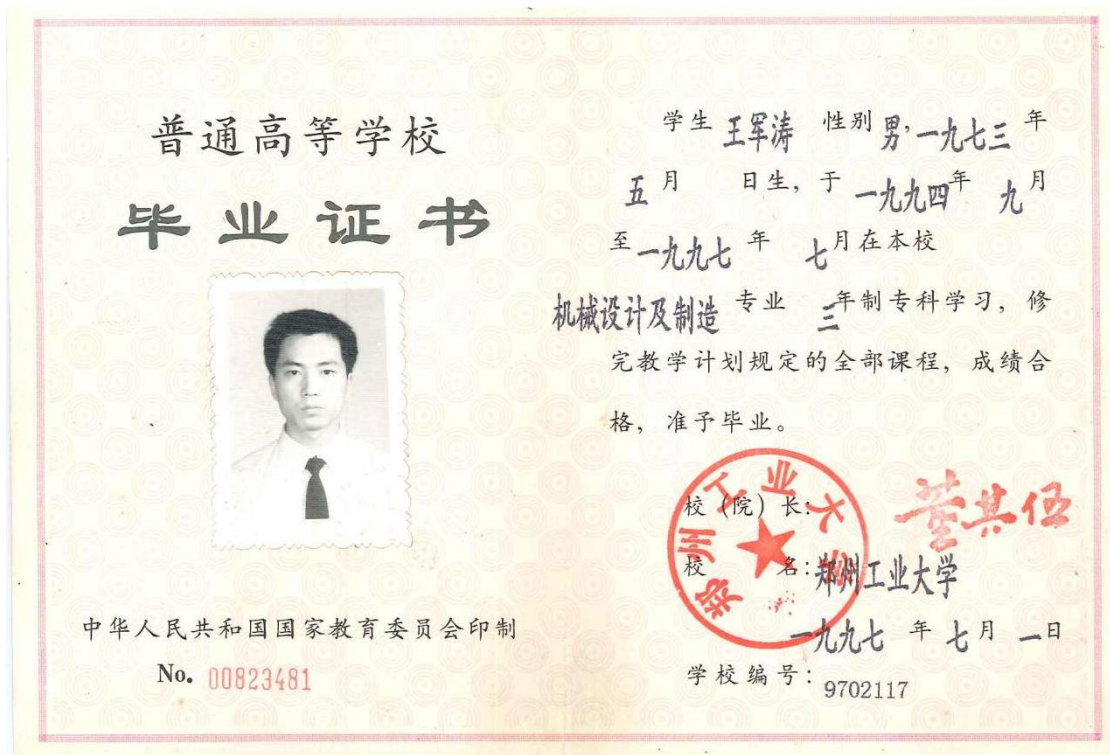 普通高等学校
毕业证书
中华人民共和国国家教育委员会印制
No. 00823481
学生 王军涛 性别 男, 一九七三 年
五 月 日生, 于 一九九四 年 九 月
至 一九九七 年 七 月在本校
机械设计及制造 专业 三 年制专科学习, 修
完教学计划规定的全部课程, 成绩合
格, 准予毕业。
校 (院) 长: 董其伍
校 名: 郑州工业大学
郑州工业大学
一九九七 年 七 月 一 日
学校编号: 9702117